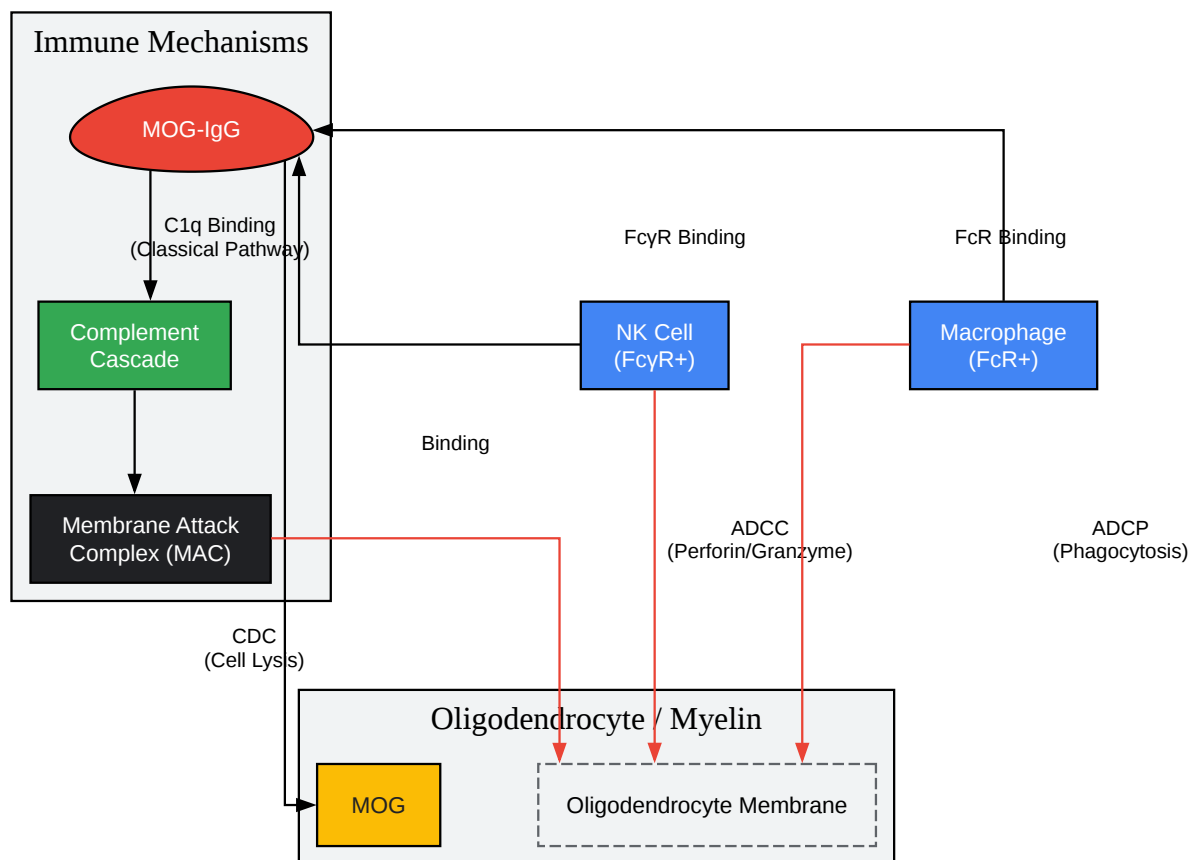 Immune Mechanisms
MOG-IgG
C1q Binding
(Classical Pathway)
FcγR Binding
FcR Binding
Complement
Cascade
NK Cell
(FcγR+)
Macrophage
(FcR+)
Binding
Membrane Attack
Complex (MAC)
ADCC
(Perforin/Granzyme)
ADCP
(Phagocytosis)
CDC
(Cell Lysis)
Oligodendrocyte / Myelin
MOG
Oligodendrocyte Membrane